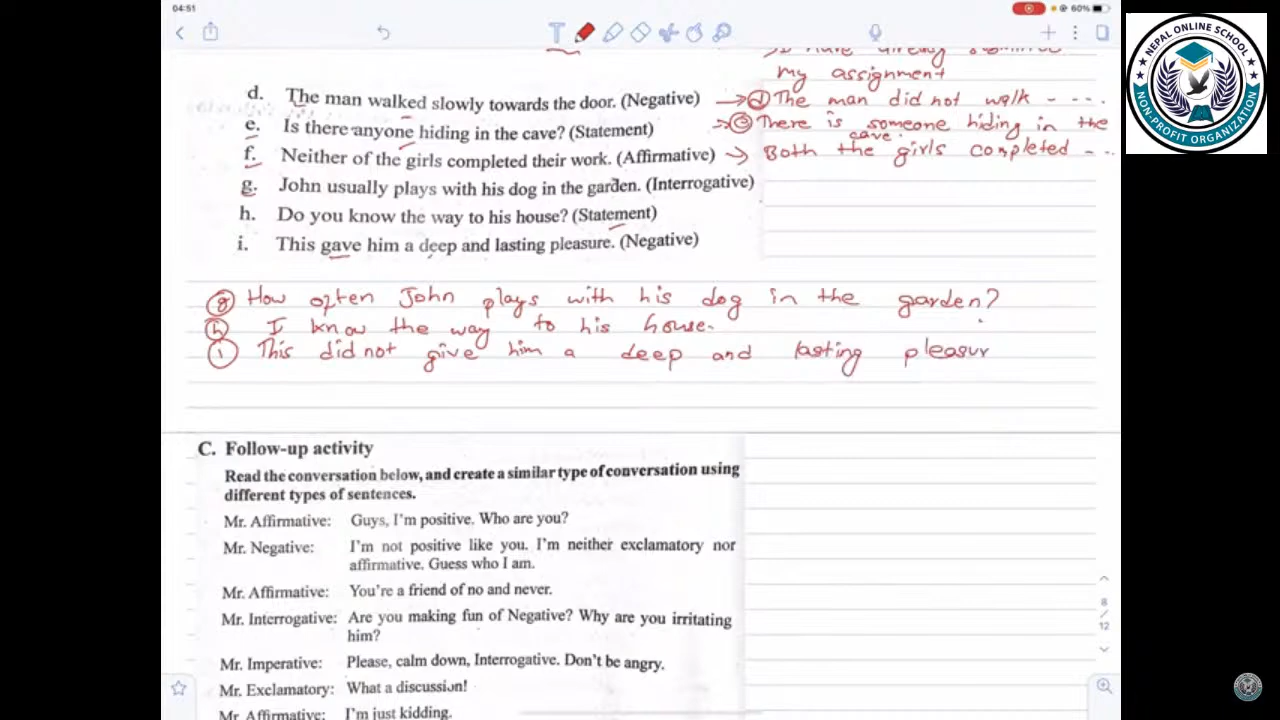 04:51
60%
my assignment
d. The man walked slowly towards the door. (Negative)
→ d The man did not walk - - - .
e. Is there anyone hiding in the cave? (Statement)
→ e There is someone hiding in the
cave.
f. Neither of the girls completed their work. (Affirmative)
→ Both the girls completed - - -
g. John usually plays with his dog in the garden. (Interrogative)
h. Do you know the way to his house? (Statement)
i. This gave him a deep and lasting pleasure. (Negative)
g How often John plays with his dog in the garden?
h I know the way to his house.
i This did not give him a deep and lasting pleasur
C. Follow-up activity
Read the conversation below, and create a similar type of conversation using
different types of sentences.
Mr. Affirmative: Guys, I'm positive. Who are you?
Mr. Negative: I'm not positive like you. I'm neither exclamatory nor
affirmative. Guess who I am.
Mr. Affirmative: You're a friend of no and never.
Mr. Interrogative: Are you making fun of Negative? Why are you irritating
him?
Mr. Imperative: Please, calm down, Interrogative. Don't be angry.
Mr. Exclamatory: What a discussion!
Mr. Affirmative: I'm just kidding.
8
/
12
NEPAL ONLINE SCHOOL
NON-PROFIT ORGANIZATION